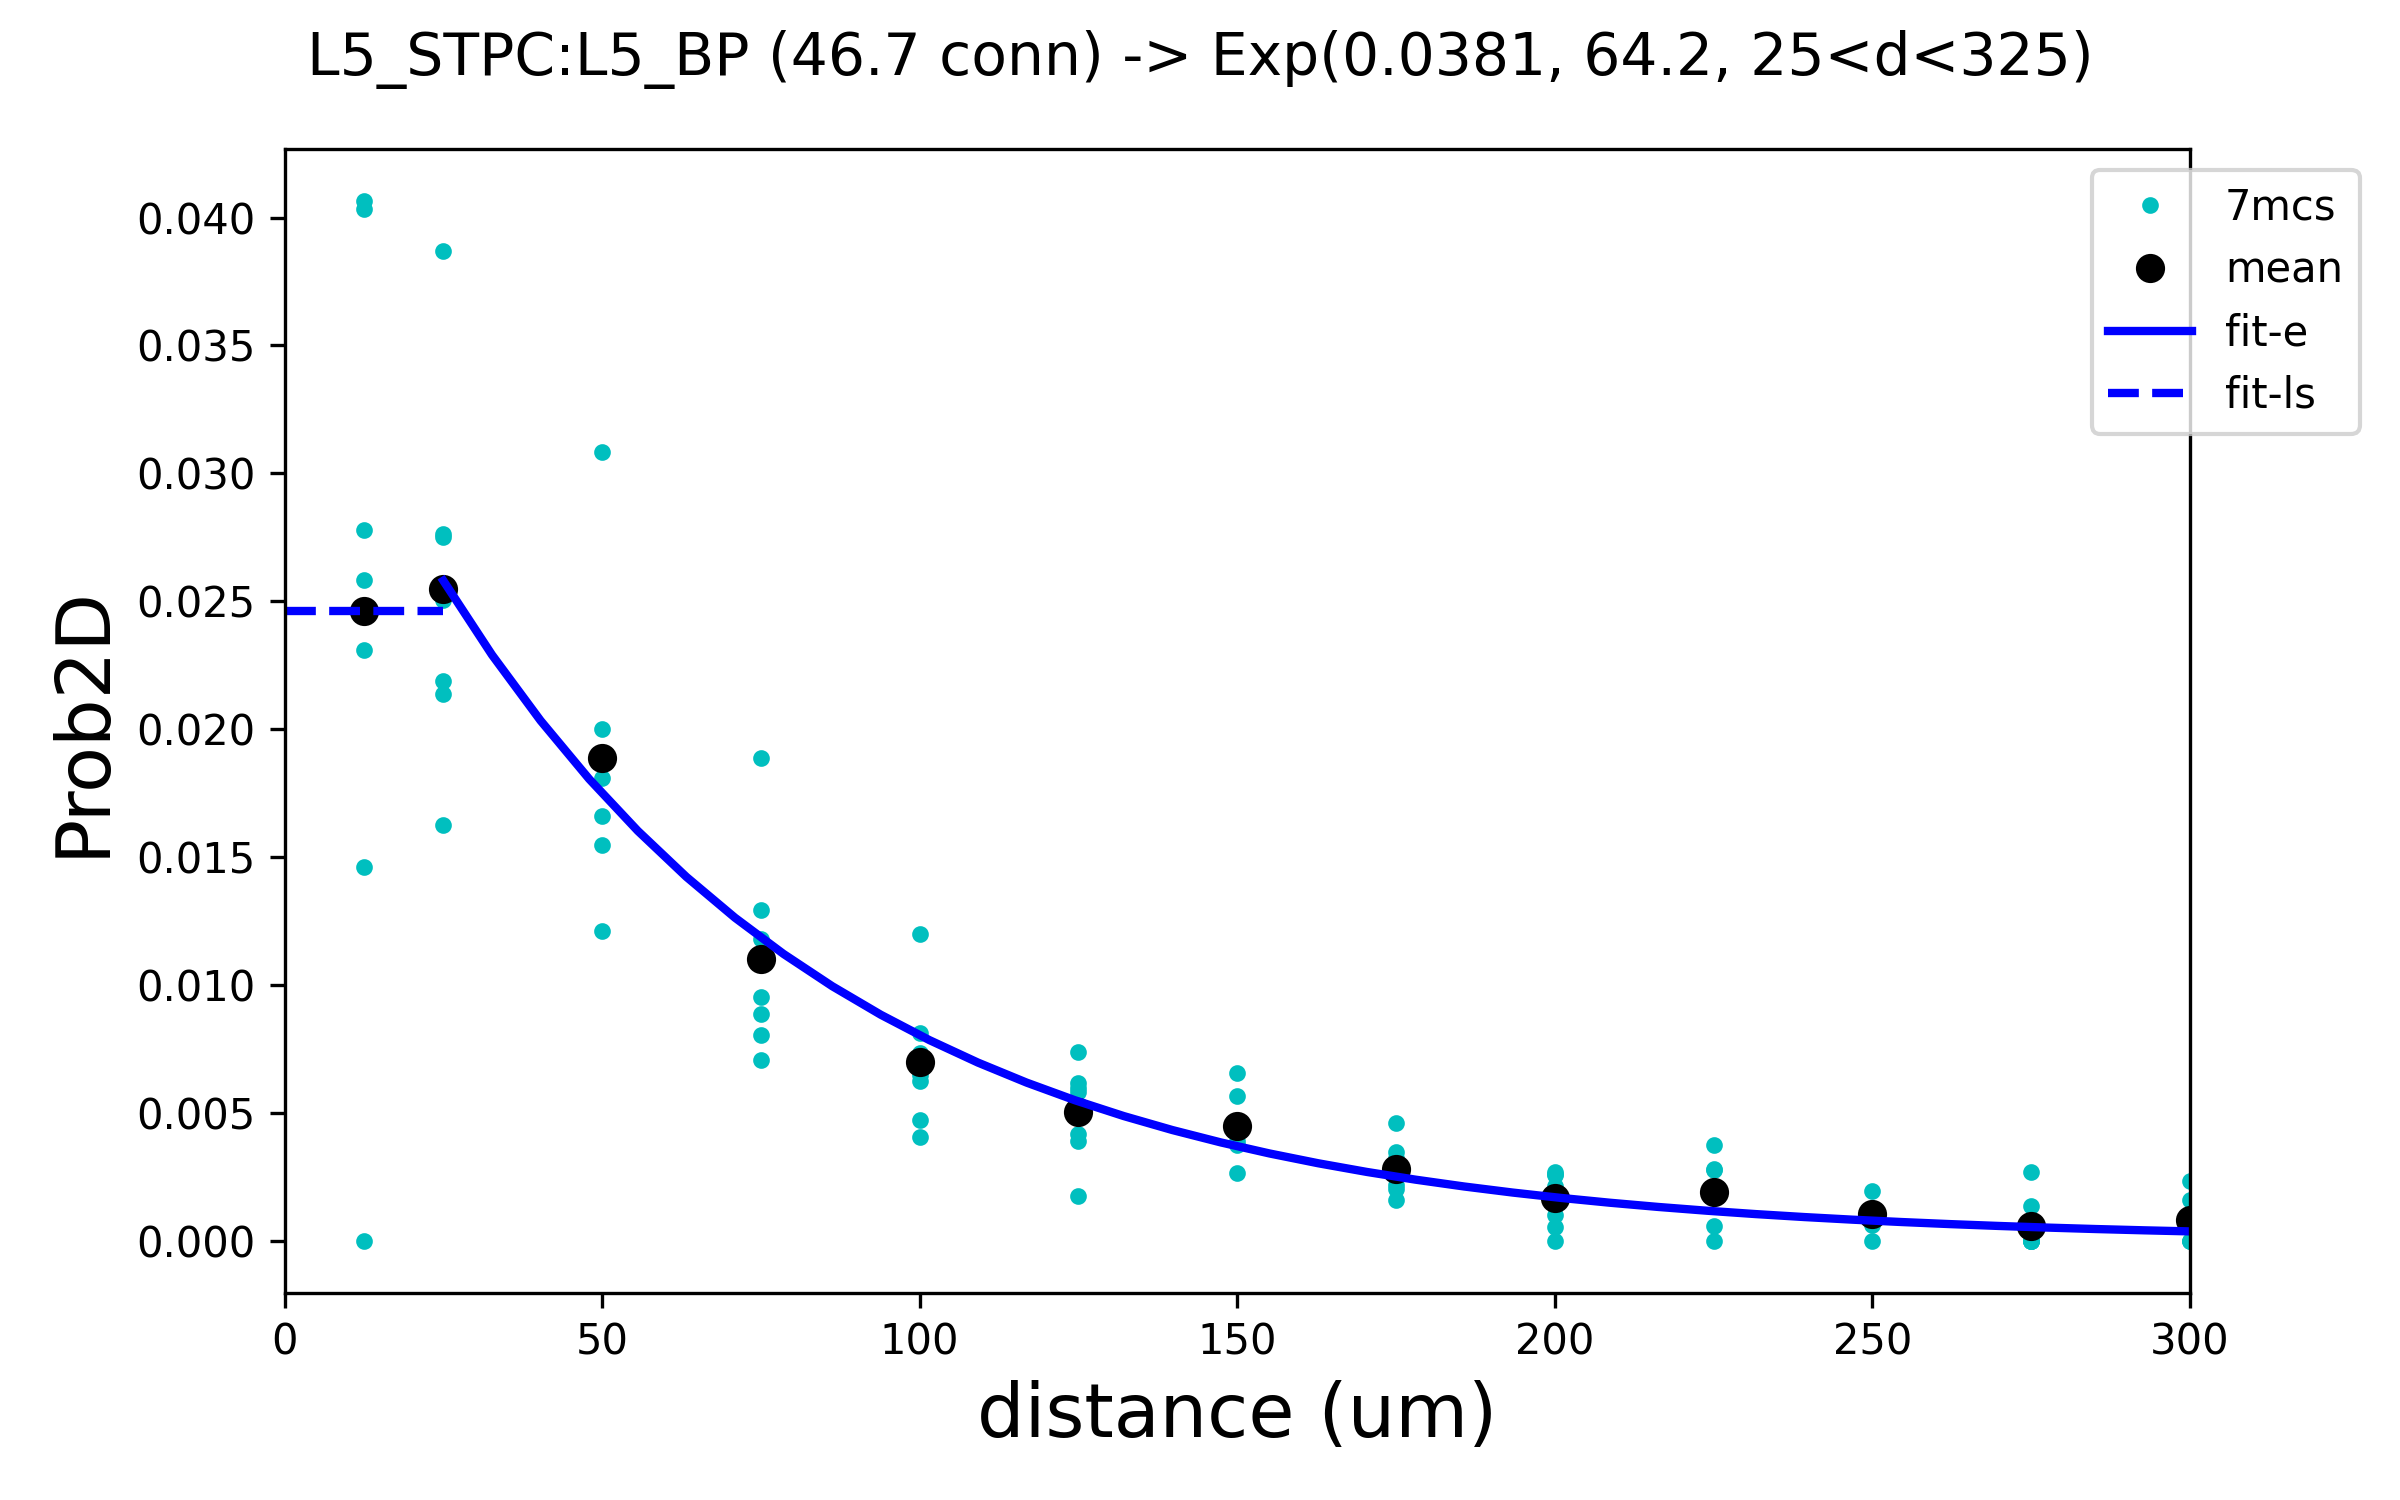 L5_STPC:L5_BP (46.7 conn) -> Exp(0.0381, 64.2, 25<d<325)
7mcs
mean
fit-e
fit-ls
Prob2D
0.040
0.035
0.030
0.025
0.020
0.015
0.010
0.005
0.000
0 50 100 150 200 250 300
distance (um)